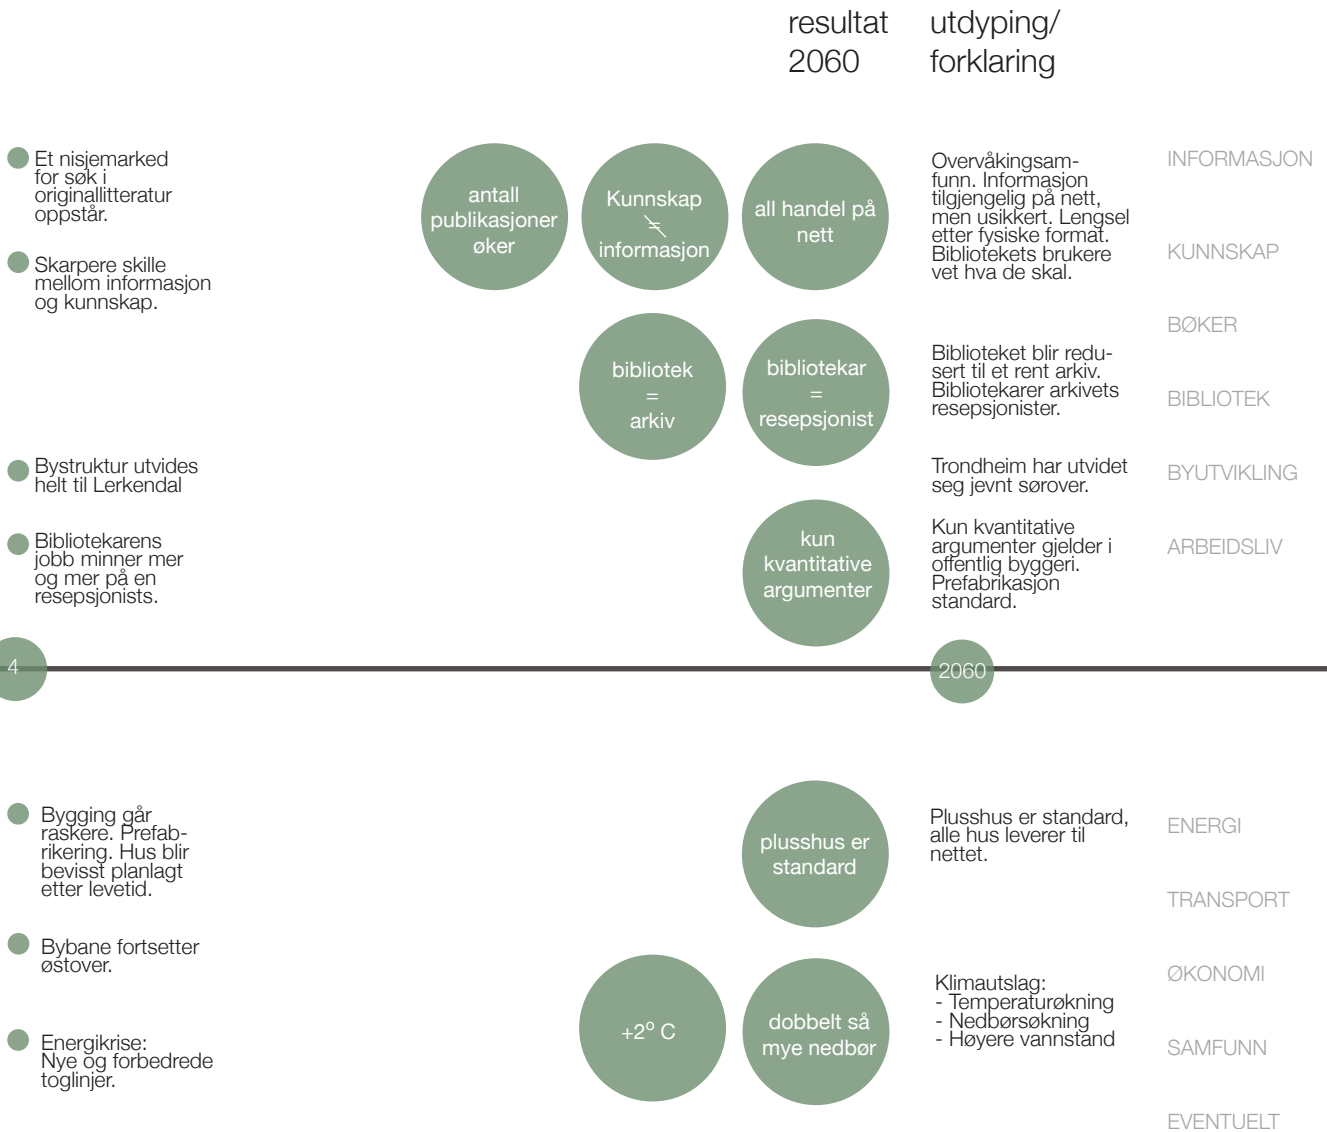 resultat
2060
utdyping/
forklaring
Et nisjemarked
for søk i
originallitteratur
oppstår.
Skarpere skille
mellom informasjon
og kunnskap.
Bystruktur utvides
helt til Lerkendal
Bibliotekarens
jobb minner mer
og mer på en
resepsjonists.
antall
publikasjoner
øker
Kunnskap
≠
informasjon
all handel på
nett
bibliotek
=
arkiv
bibliotekar
=
resepsjonist
kun
kvantitative
argumenter
Overvåkingsam-
funn. Informasjon
tilgjengelig på nett,
men usikkert. Lengsel
etter fysiske format.
Bibliotekets brukere
vet hva de skal.
Biblioteket blir redu-
sert til et rent arkiv.
Bibliotekarer arkivets
resepsjonister.
Trondheim har utvidet
seg jevnt sørover.
Kun kvantitative
argumenter gjelder i
offentlig byggeri.
Prefabrikasjon
standard.
INFORMASJON
KUNNSKAP
BØKER
BIBLIOTEK
BYUTVIKLING
ARBEIDSLIV
4
2060
Bygging går
raskere. Prefab-
rikering. Hus blir
bevisst planlagt
etter levetid.
Bybane fortsetter
østover.
Energikrise:
Nye og forbedrede
toglinjer.
plusshus er
standard
+2º C
dobbelt så
mye nedbør
Plusshus er standard,
alle hus leverer til
nettet.
Klimautslag:
- Temperaturøkning
- Nedbørsøkning
- Høyere vannstand
ENERGI
TRANSPORT
ØKONOMI
SAMFUNN
EVENTUELT